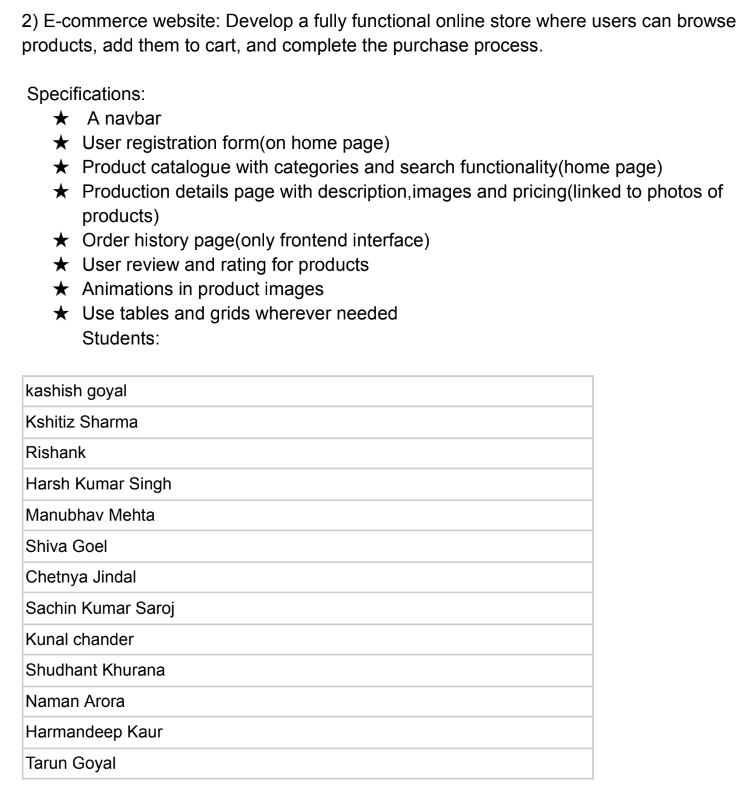 2) E-commerce website: Develop a fully functional online store where users can browse
products, add them to cart, and complete the purchase process.
Specifications:
★ A navbar
★ User registration form(on home page)
★ Product catalogue with categories and search functionality(home page)
★ Production details page with description,images and pricing(linked to photos of
products)
★ Order history page(only frontend interface)
★ User review and rating for products
★ Animations in product images
★ Use tables and grids wherever needed
Students:
kashish goyal
Kshitiz Sharma
Rishank
Harsh Kumar Singh
Manubhav Mehta
Shiva Goel
Chetnya Jindal
Sachin Kumar Saroj
Kunal chander
Shudhant Khurana
Naman Arora
Harmandeep Kaur
Tarun Goyal